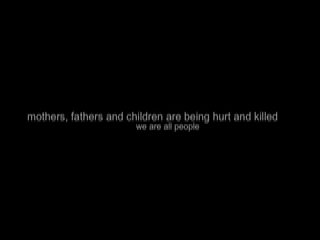 mothers, fathers and children are being hurt and killed
we are all people